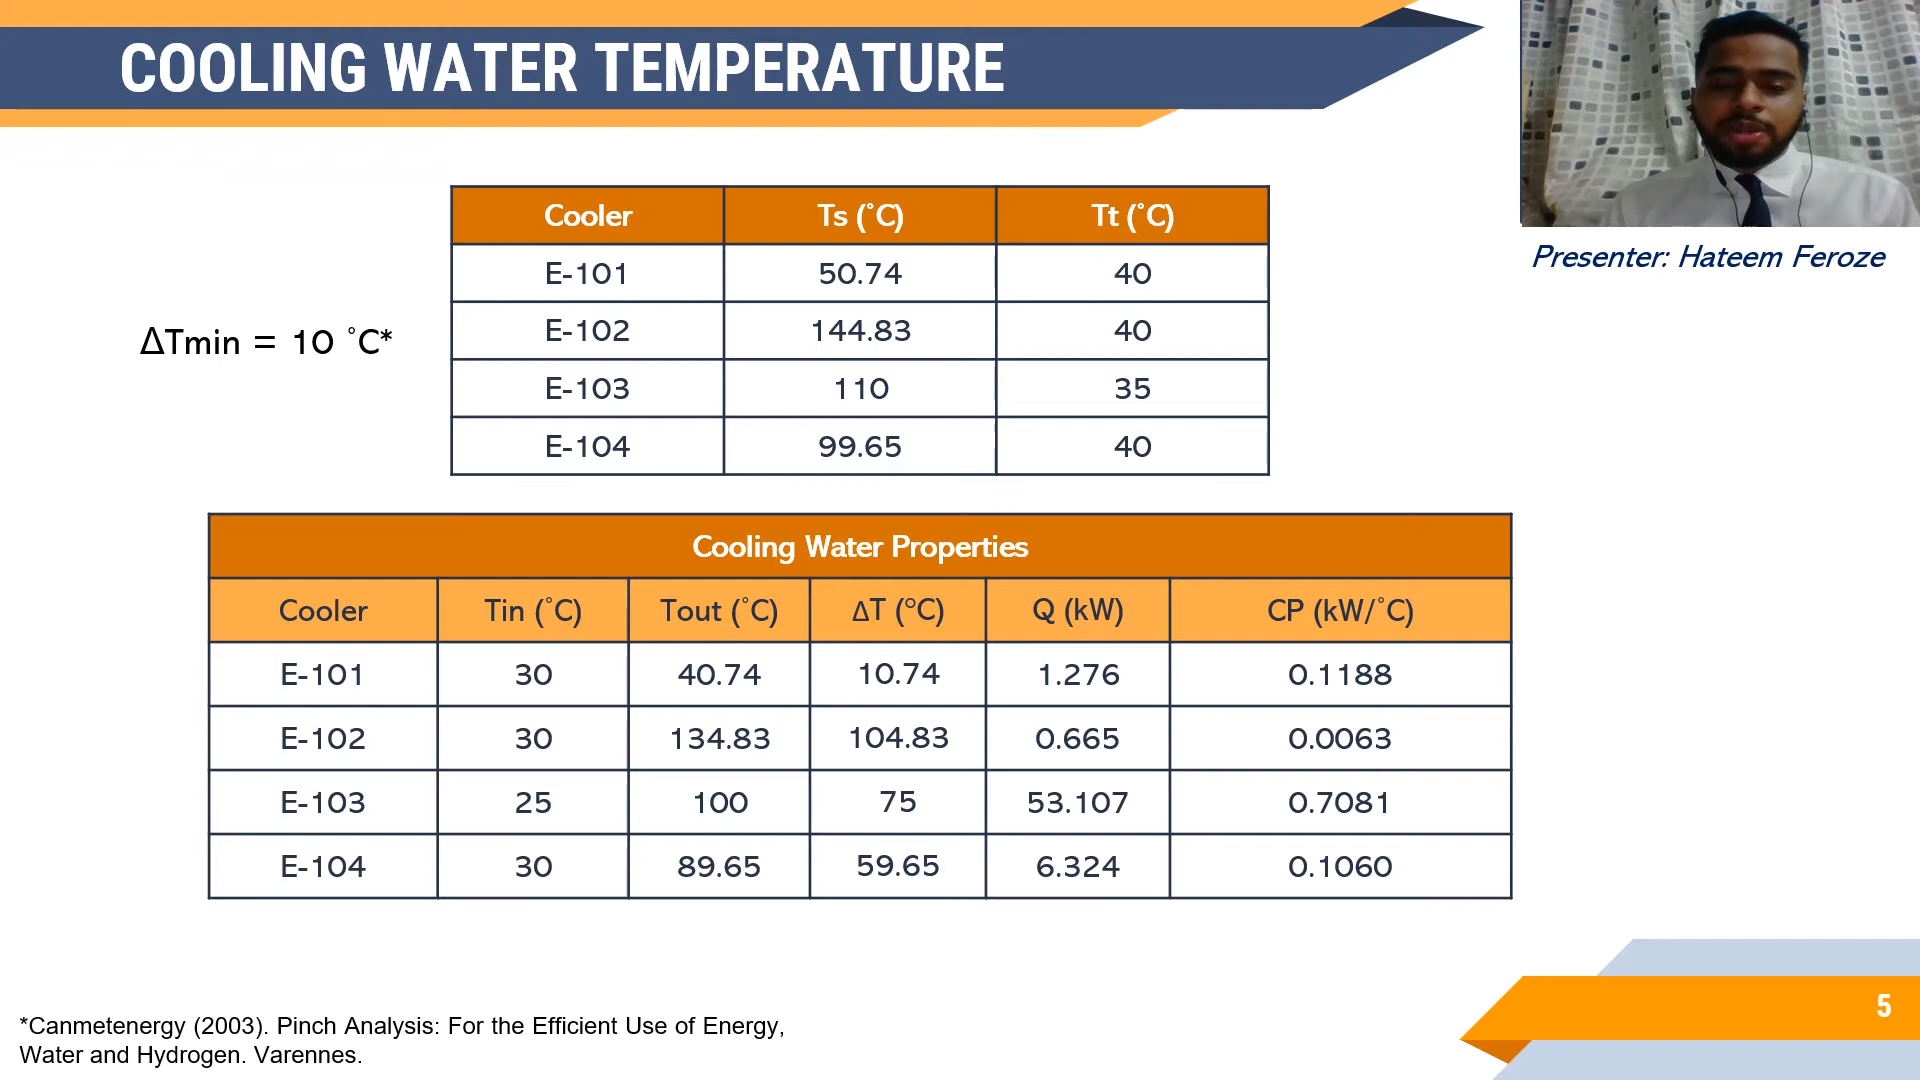 COOLING WATER TEMPERATURE
Presenter: Hateem Feroze
ΔTmin = 10 ˚C*
Cooler Ts (˚C) Tt (˚C)
E-101 50.74 40
E-102 144.83 40
E-103 110 35
E-104 99.65 40
Cooling Water Properties
Cooler Tin (˚C) Tout (˚C) ΔT (°C) Q (kW) CP (kW/˚C)
E-101 30 40.74 10.74 1.276 0.1188
E-102 30 134.83 104.83 0.665 0.0063
E-103 25 100 75 53.107 0.7081
E-104 30 89.65 59.65 6.324 0.1060
*Canmetenergy (2003). Pinch Analysis: For the Efficient Use of Energy,
Water and Hydrogen. Varennes.
5